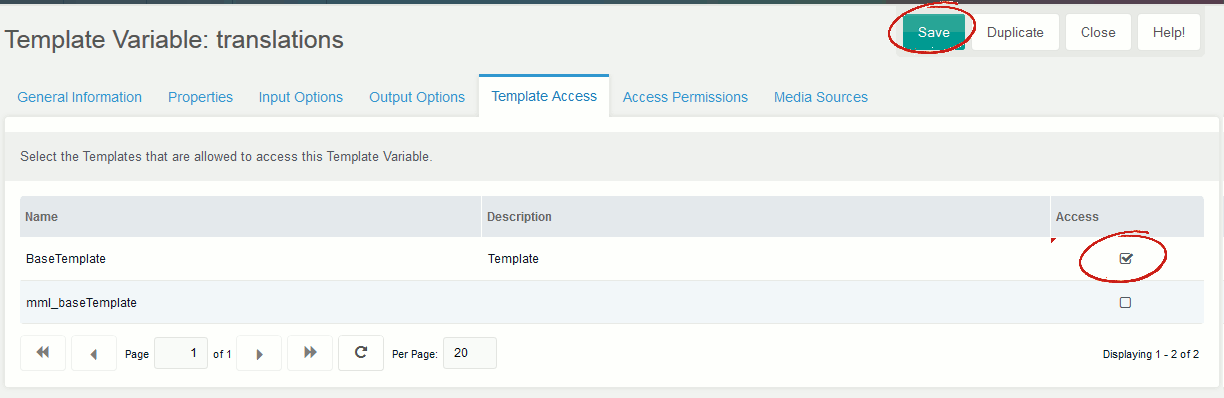 Template Variable: translations
Save Duplicate Close Help!
General Information Properties Input Options Output Options Template Access Access Permissions Media Sources
Select the Templates that are allowed to access this Template Variable.
Name Description Access
BaseTemplate Template
mml_baseTemplate
Page 1 of 1 Per Page: 20 Displaying 1 - 2 of 2